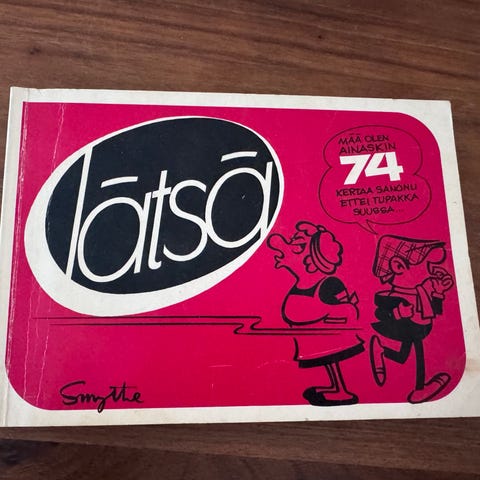 lätsä
MÄÄ OLEN
AINASKIN
74
KERTAA SANONU
ETTEI TUPAKKA
SUUSSA...
Smythe